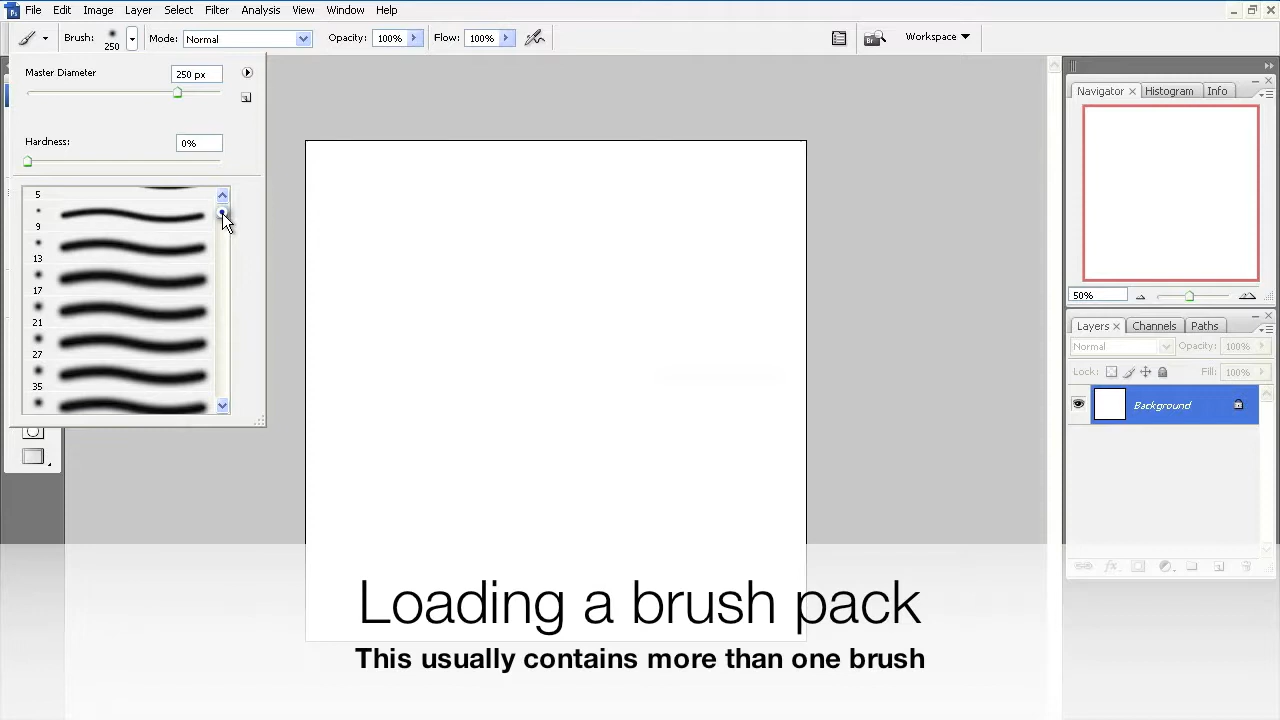 Ps File Edit Image Layer Select Filter Analysis View Window Help
Brush: 250 Mode: Normal Opacity: 100% Flow: 100% Workspace
Master Diameter 250 px
Hardness: 0%
5
9
13
17
21
27
35
Navigator Histogram Info
50%
Layers Channels Paths
Normal Opacity: 100%
Lock: Fill: 100%
Background
Loading a brush pack
This usually contains more than one brush